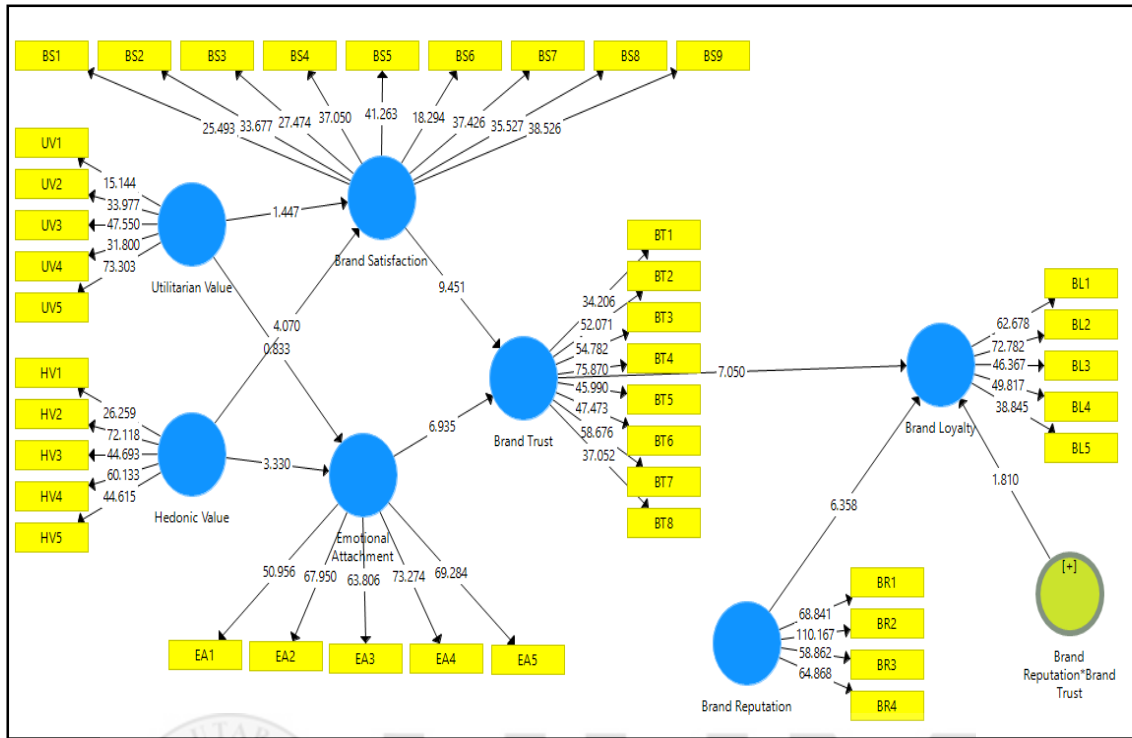 BS1 BS2 BS3 BS4 BS5 BS6 BS7 BS8 BS9
25.493 33.677 27.474 37.050 41.263 18.294 37.426 35.527 38.526
UV1
UV2
UV3
UV4
UV5
15.144
33.977
47.550
31.800
73.303
Utilitarian Value
1.447
Brand Satisfaction
4.070
0.833
9.451
HV1
HV2
HV3
HV4
HV5
26.259
72.118
44.693
60.133
44.615
Hedonic Value
3.330
Emotional
Attachment
6.935
50.956 67.950 63.806 73.274 69.284
EA1 EA2 EA3 EA4 EA5
Brand Trust
34.206
52.071
54.782
75.870
45.990
47.473
58.676
37.052
BT1
BT2
BT3
BT4
BT5
BT6
BT7
BT8
7.050
Brand Loyalty
62.678
72.782
46.367
49.817
38.845
BL1
BL2
BL3
BL4
BL5
6.358
1.810
Brand Reputation
68.841
110.167
58.862
64.868
BR1
BR2
BR3
BR4
[+]
Brand
Reputation*Brand
Trust
UTAR